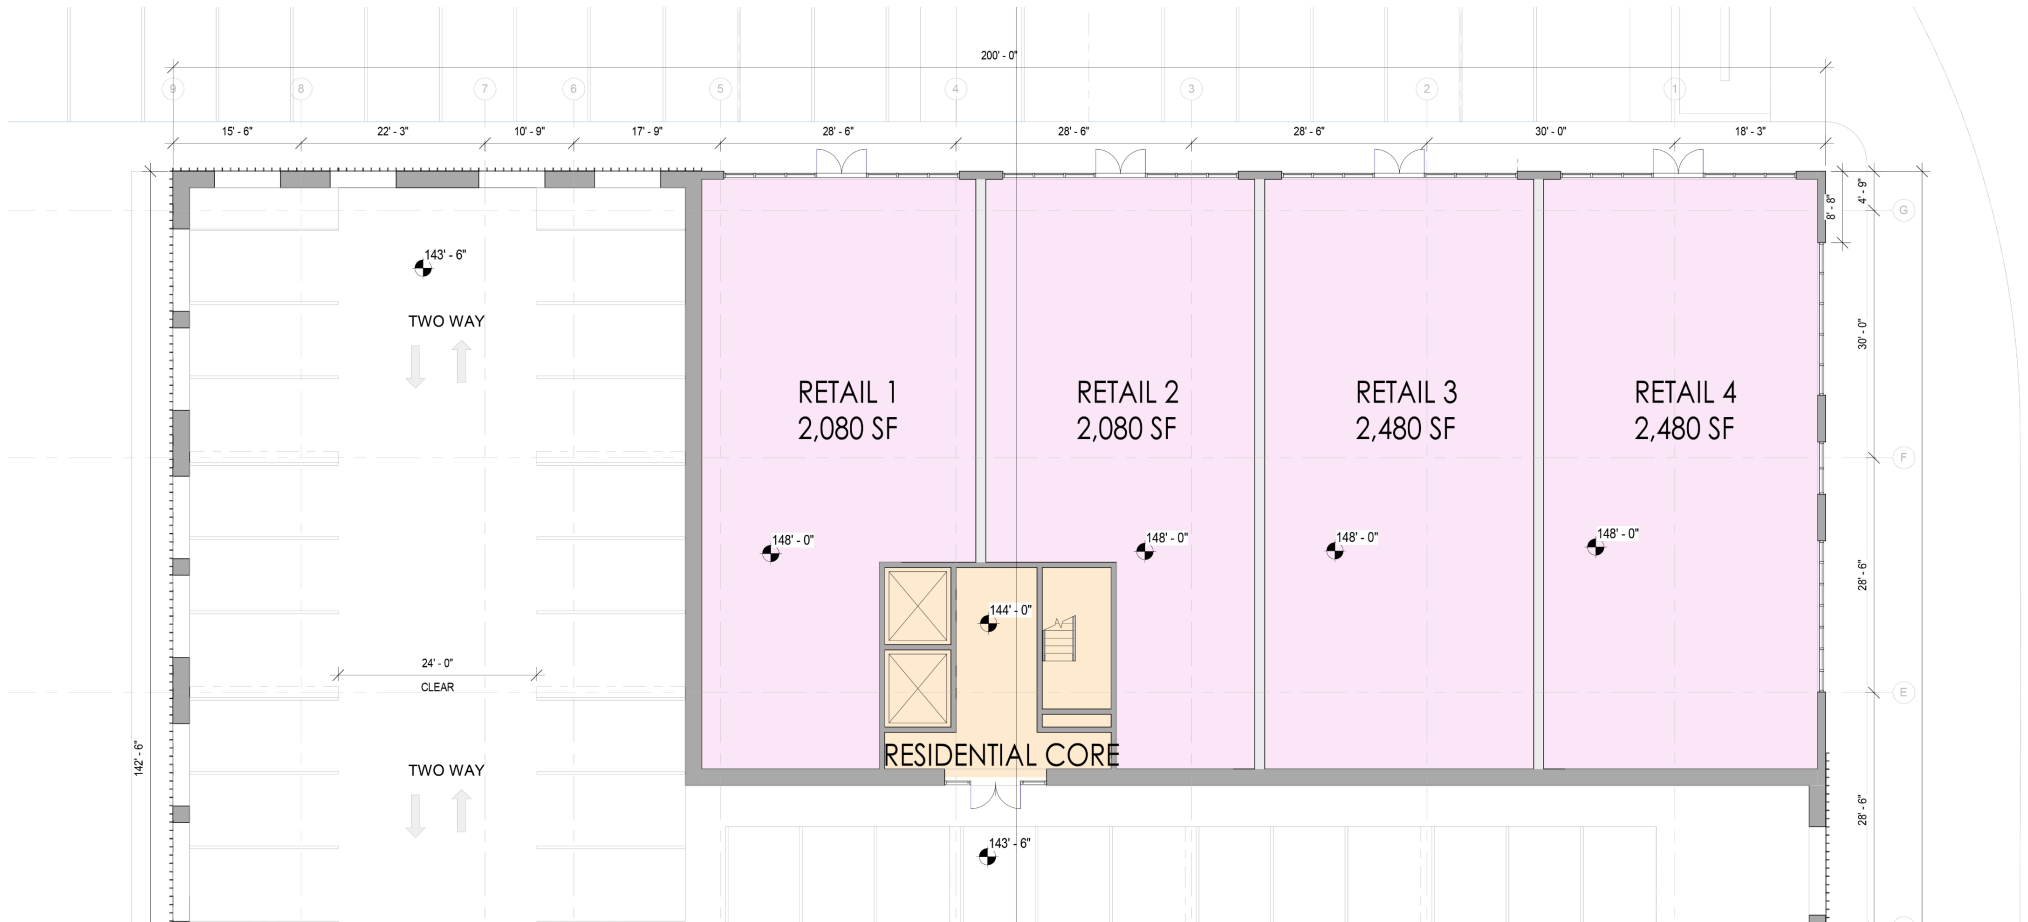 200' - 0"
9
8
7
6
5
4
3
2
1
15' - 6"
22' - 3"
10' - 9"
17' - 9"
28' - 6"
28' - 6"
28' - 6"
30' - 0"
18' - 3"
4' - 9"
8' - 8"
G
143' - 6"
TWO WAY
30' - 0"
RETAIL 1
2,080 SF
RETAIL 2
2,080 SF
RETAIL 3
2,480 SF
RETAIL 4
2,480 SF
F
148' - 0"
148' - 0"
148' - 0"
148' - 0"
28' - 6"
144' - 0"
24' - 0"
CLEAR
E
142' - 6"
RESIDENTIAL CORE
TWO WAY
28' - 6"
143' - 6"